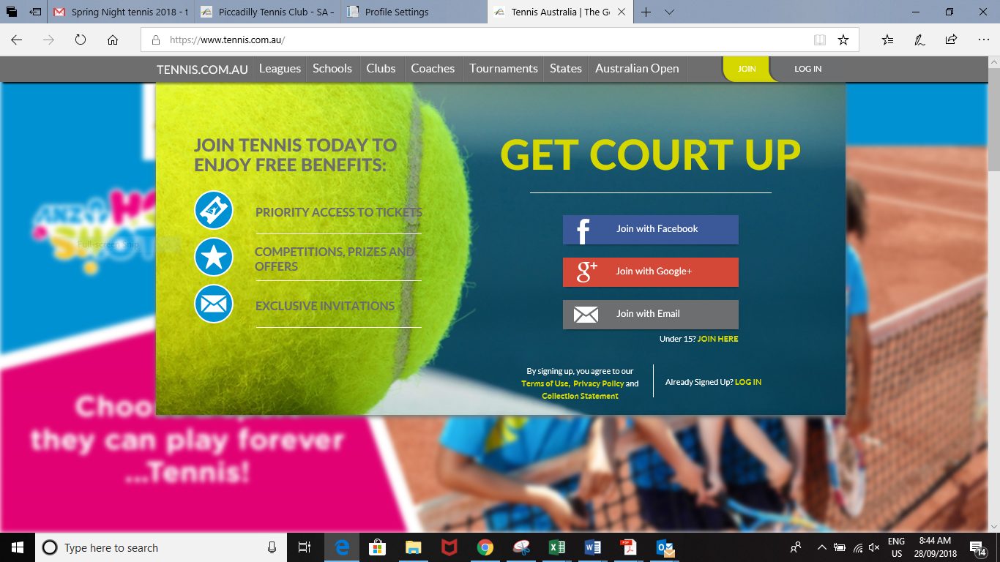 Spring Night tennis 2018 - t
Piccadilly Tennis Club - SA –
Profile Settings
Tennis Australia | The G
https://www.tennis.com.au/
TENNIS.COM.AU
Leagues
Schools
Clubs
Coaches
Tournaments
States
Australian Open
JOIN
LOG IN
JOIN TENNIS TODAY TO
ENJOY FREE BENEFITS:
PRIORITY ACCESS TO TICKETS
COMPETITIONS, PRIZES AND
OFFERS
EXCLUSIVE INVITATIONS
GET COURT UP
f Join with Facebook
g+ Join with Google+
Join with Email
Under 15? JOIN HERE
By signing up, you agree to our
Terms of Use, Privacy Policy and
Collection Statement
Already Signed Up? LOG IN
Full-screen Snip
they can play forever
...Tennis!
Type here to search
ENG
US
8:44 AM
28/09/2018
14